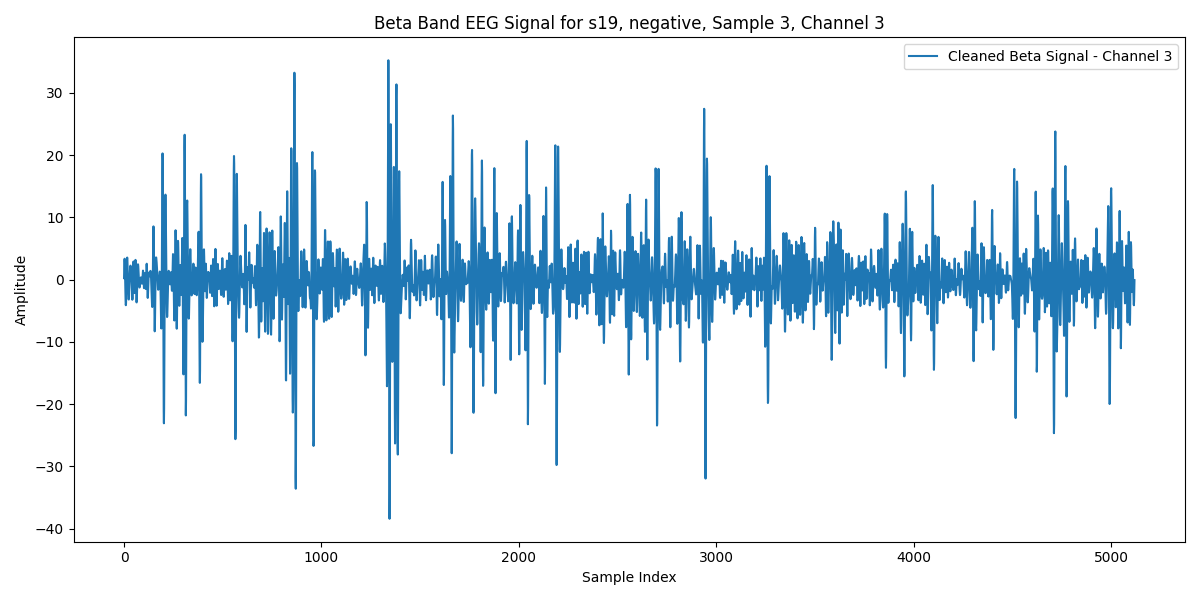 Beta Band EEG Signal for s19, negative, Sample 3, Channel 3
Cleaned Beta Signal - Channel 3
Amplitude
30
20
10
0
−10
−20
−30
−40
0 1000 2000 3000 4000 5000
Sample Index